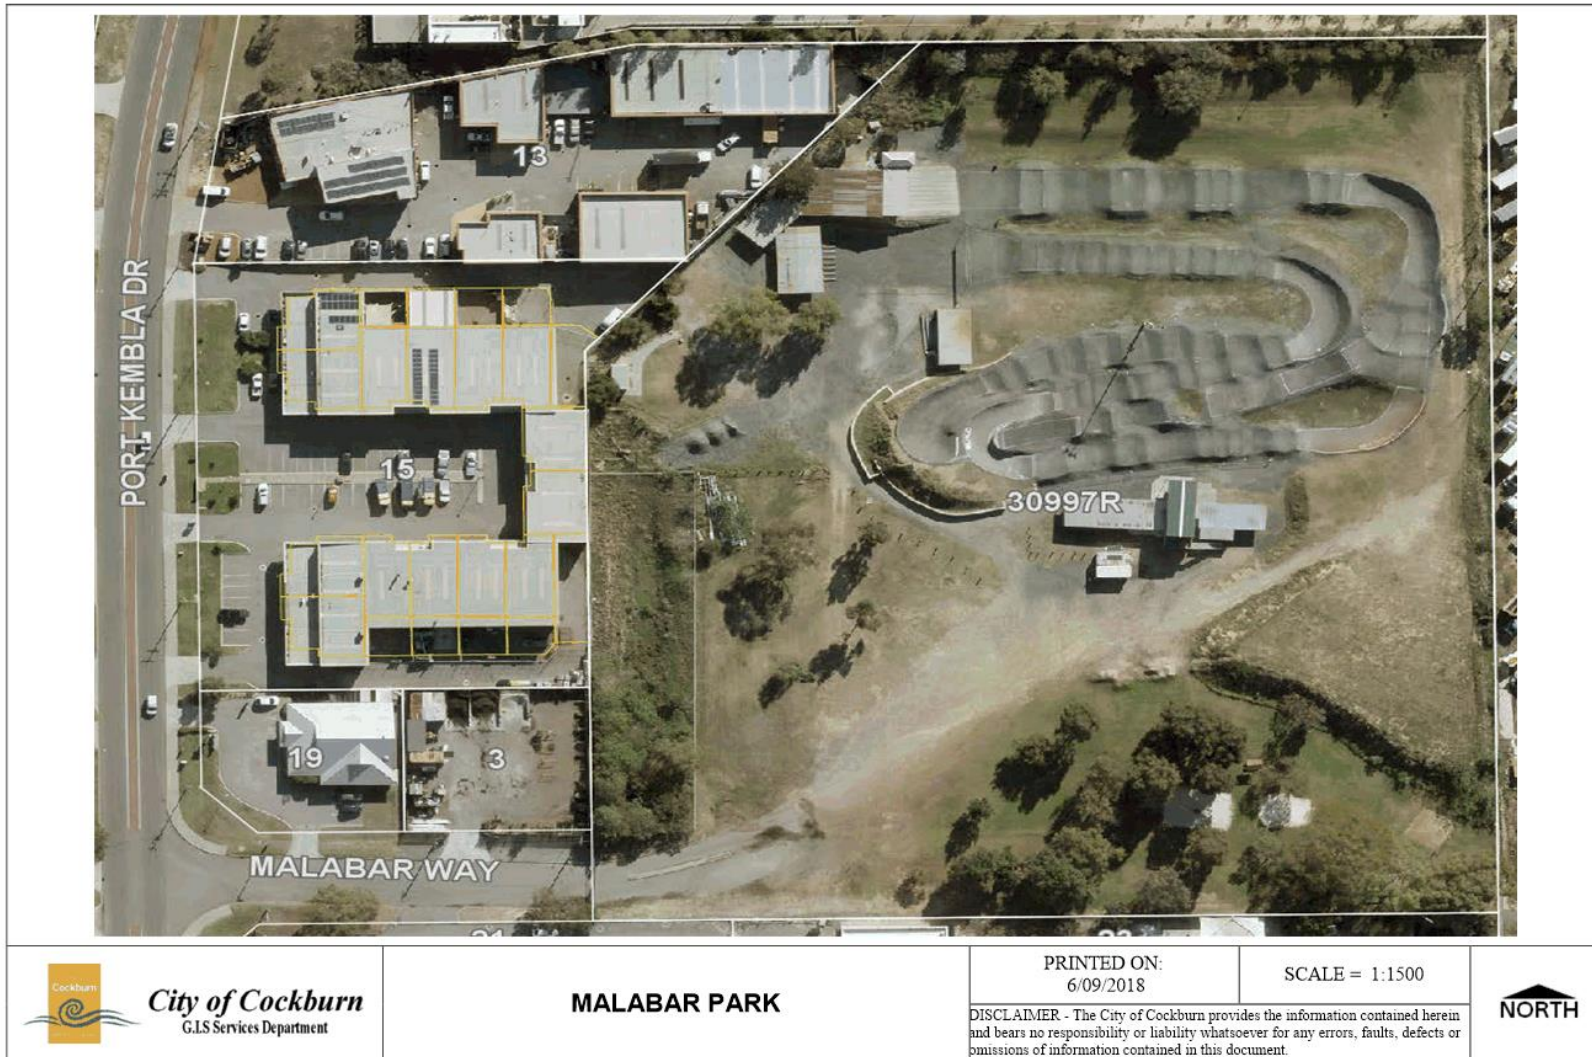 13
PORT KEMBLA DR
15
30997R
19
3
MALABAR WAY
Cockburn
City of Cockburn
G.I.S Services Department
MALABAR PARK
PRINTED ON:
6/09/2018
SCALE = 1:1500
DISCLAIMER - The City of Cockburn provides the information contained herein
and bears no responsibility or liability whatsoever for any errors, faults, defects or
omissions of information contained in this document.
NORTH